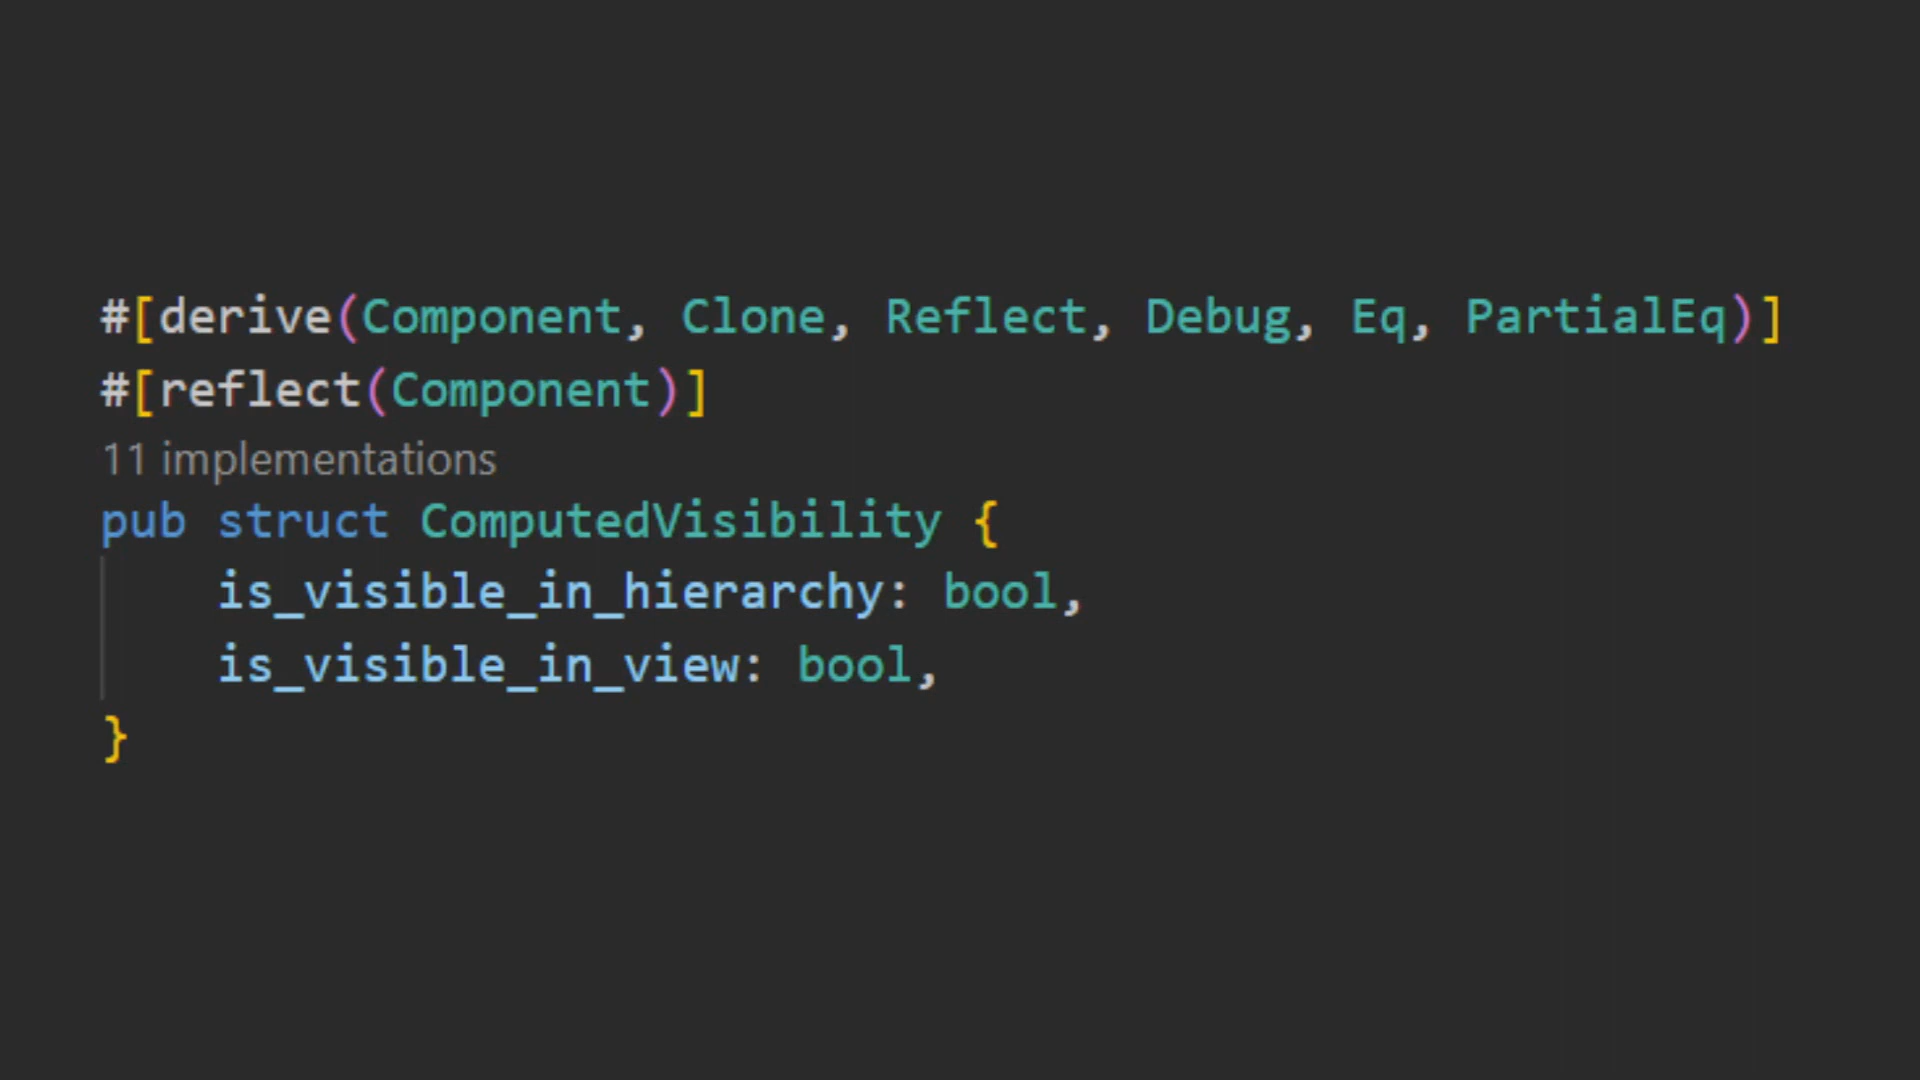 #[derive(Component, Clone, Reflect, Debug, Eq, PartialEq)]
#[reflect(Component)]
11 implementations
pub struct ComputedVisibility {
    is_visible_in_hierarchy: bool,
    is_visible_in_view: bool,
}